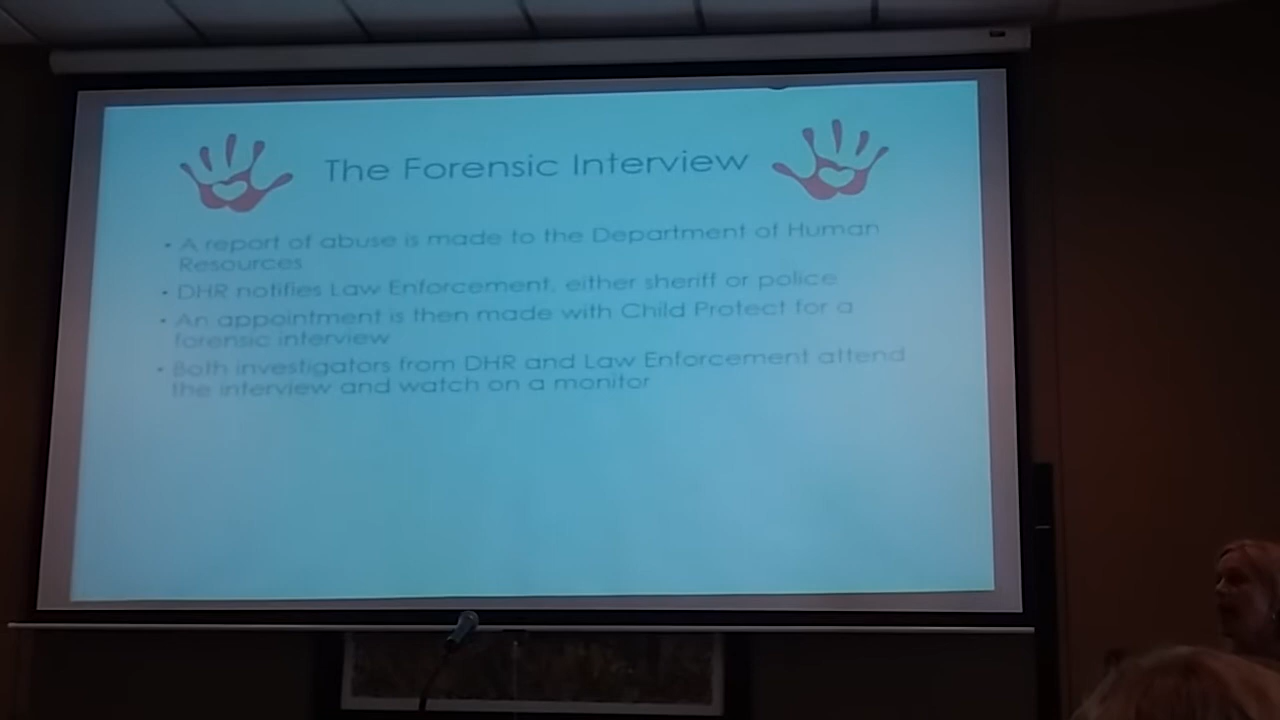 The Forensic Interview
• A report of abuse is made to the Department of Human
Resources
• DHR notifies Law Enforcement, either sheriff or police
• An appointment is then made with Child Protect for a
forensic interview
• Both investigators from DHR and Law Enforcement attend
the interview and watch on a monitor